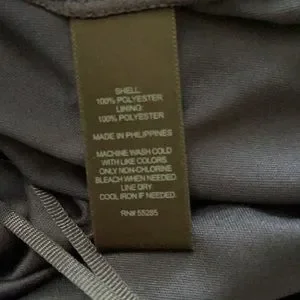 SHELL:
100% POLYESTER
LINING:
100% POLYESTER
MADE IN PHILIPPINES
MACHINE WASH COLD
WITH LIKE COLORS.
ONLY NON-CHLORINE
BLEACH WHEN NEEDED.
LINE DRY.
COOL IRON IF NEEDED.
RN# 55285